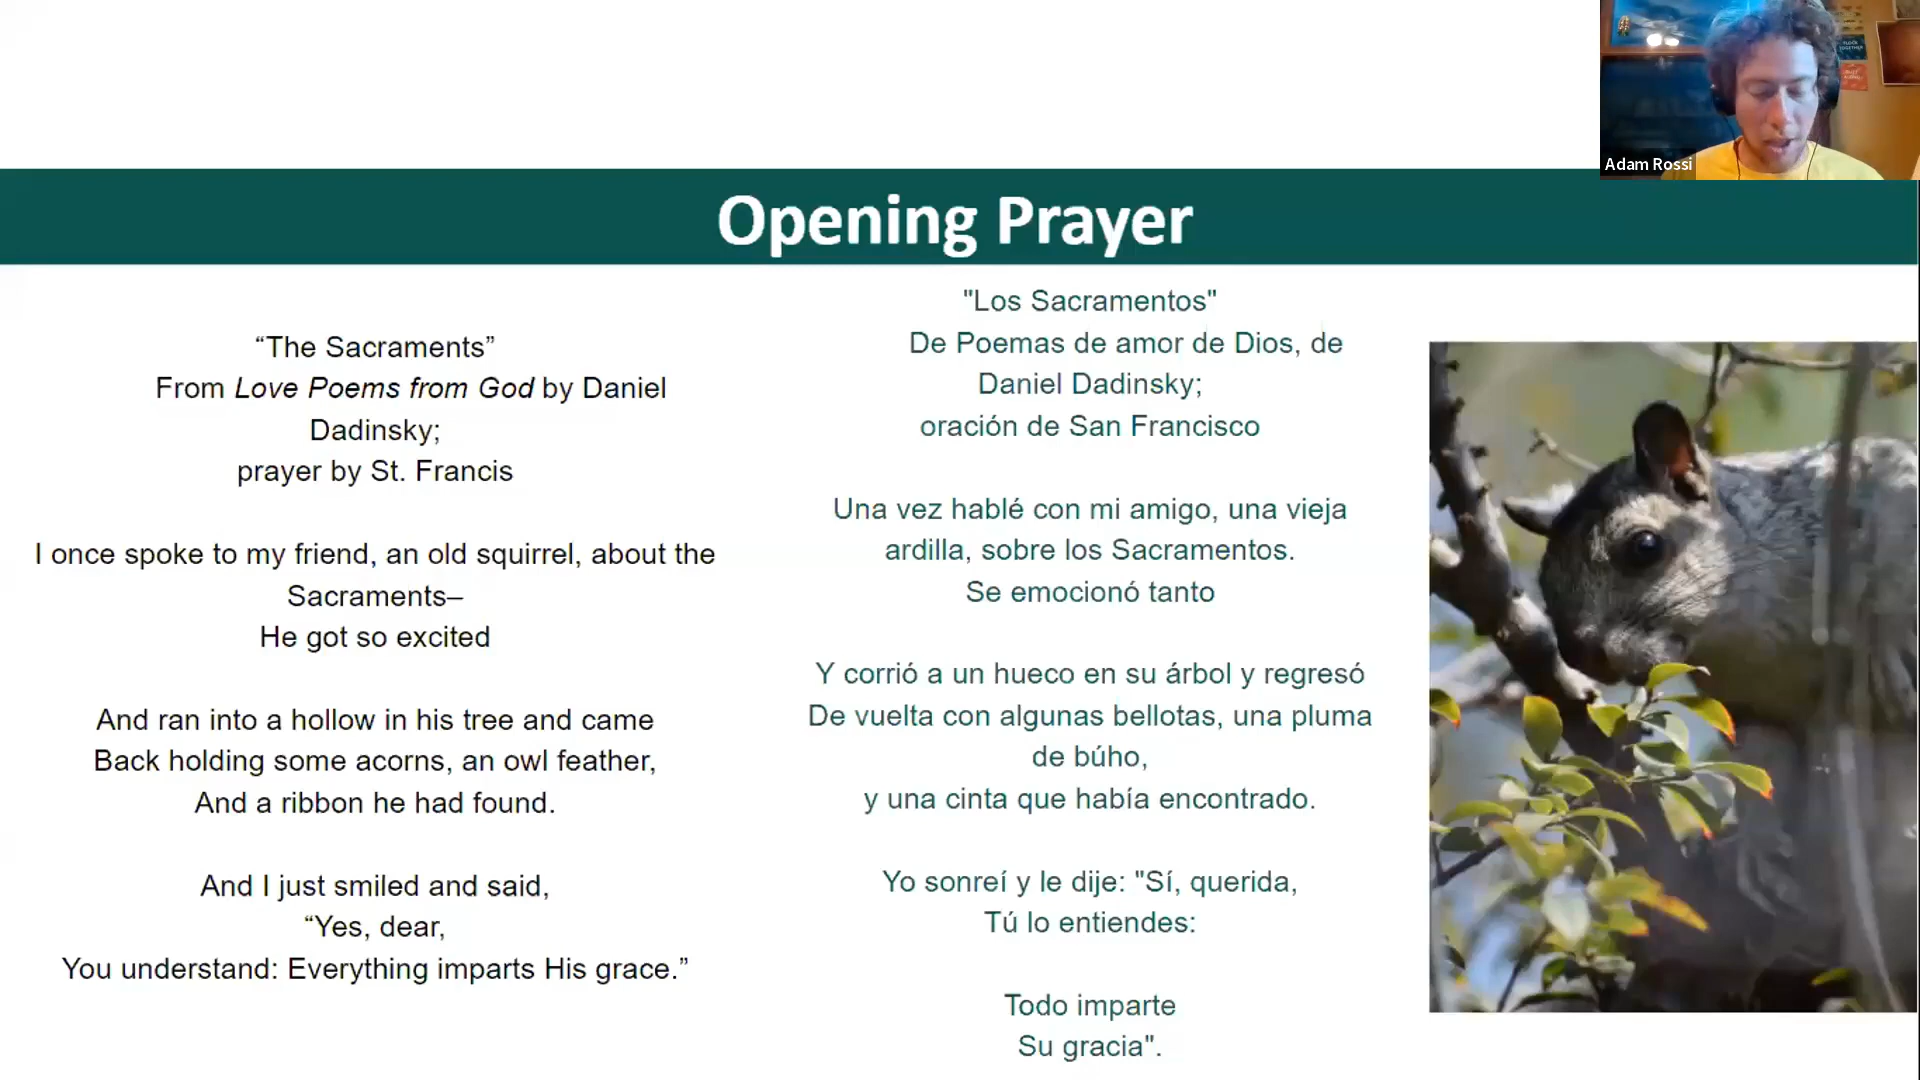 Adam Rossi
Opening Prayer
“The Sacraments”
From Love Poems from God by Daniel
Dadinsky;
prayer by St. Francis
I once spoke to my friend, an old squirrel, about the
Sacraments–
He got so excited
And ran into a hollow in his tree and came
Back holding some acorns, an owl feather,
And a ribbon he had found.
And I just smiled and said,
“Yes, dear,
You understand: Everything imparts His grace.”
"Los Sacramentos"
De Poemas de amor de Dios, de
Daniel Dadinsky;
oración de San Francisco
Una vez hablé con mi amigo, una vieja
ardilla, sobre los Sacramentos.
Se emocionó tanto
Y corrió a un hueco en su árbol y regresó
De vuelta con algunas bellotas, una pluma
de búho,
y una cinta que había encontrado.
Yo sonreí y le dije: "Sí, querida,
Tú lo entiendes:
Todo imparte
Su gracia".